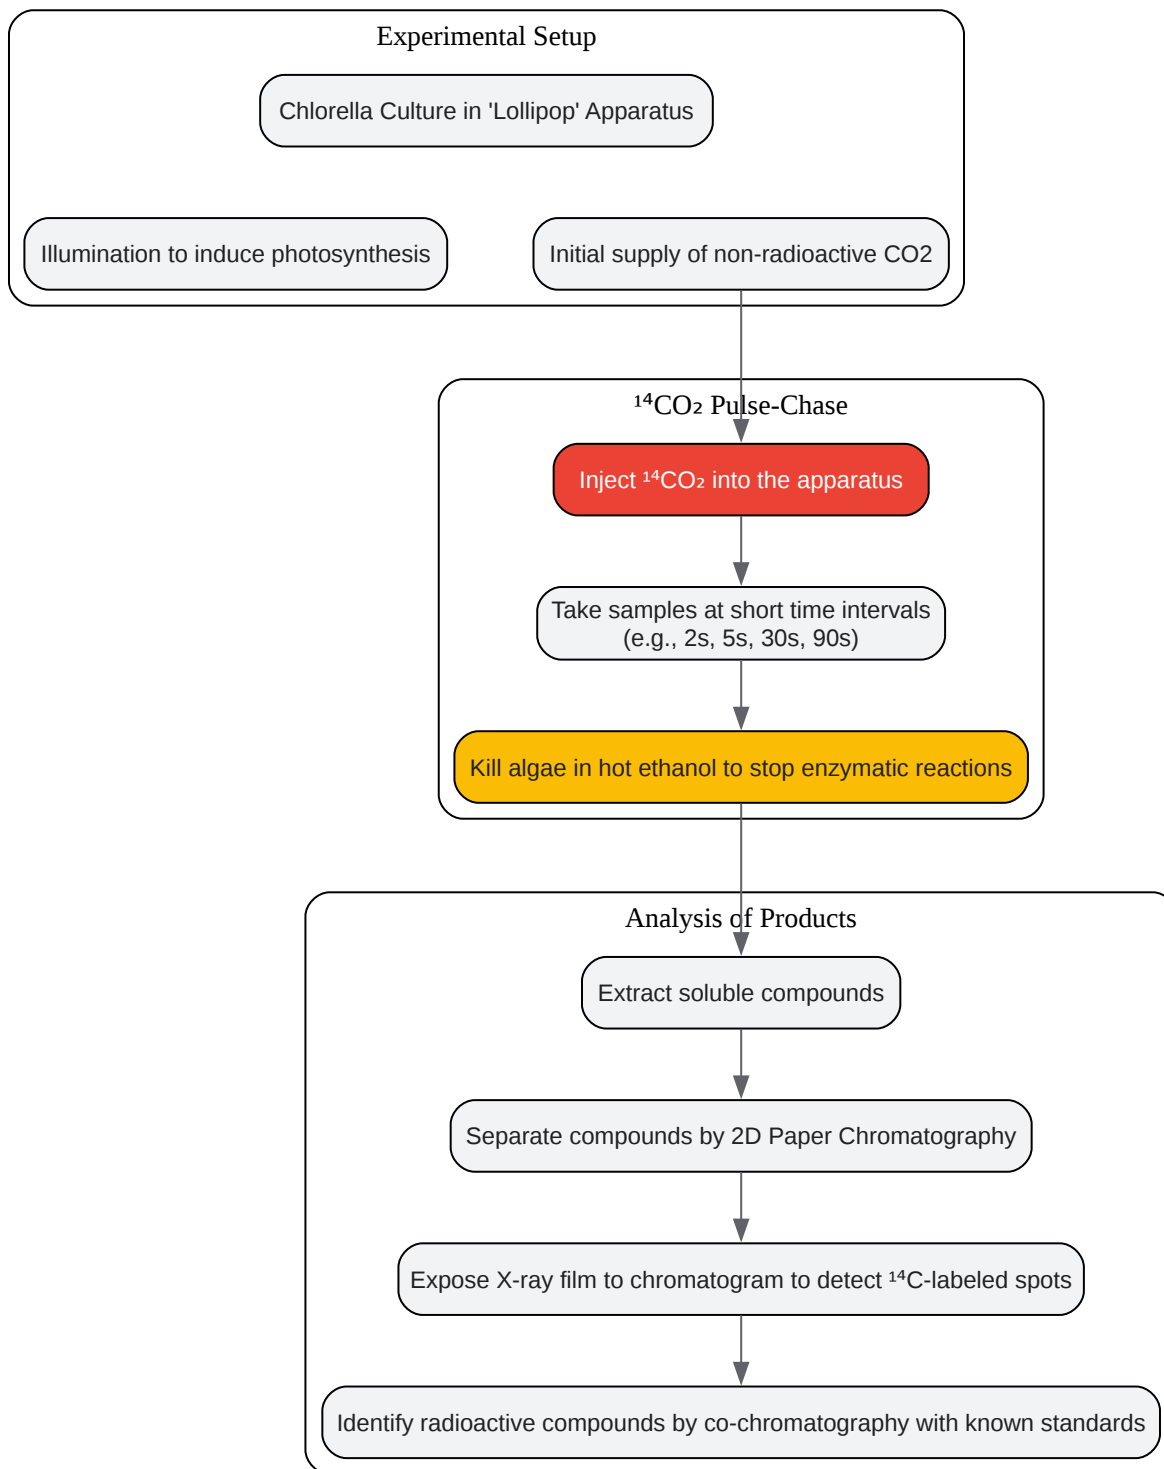 Experimental Setup
Chlorella Culture in 'Lollipop' Apparatus
Illumination to induce photosynthesis
Initial supply of non-radioactive CO2
¹⁴CO₂ Pulse-Chase
Inject ¹⁴CO₂ into the apparatus
Take samples at short time intervals
(e.g., 2s, 5s, 30s, 90s)
Kill algae in hot ethanol to stop enzymatic reactions
Analysis of Products
Extract soluble compounds
Separate compounds by 2D Paper Chromatography
Expose X-ray film to chromatogram to detect ¹⁴C-labeled spots
Identify radioactive compounds by co-chromatography with known standards